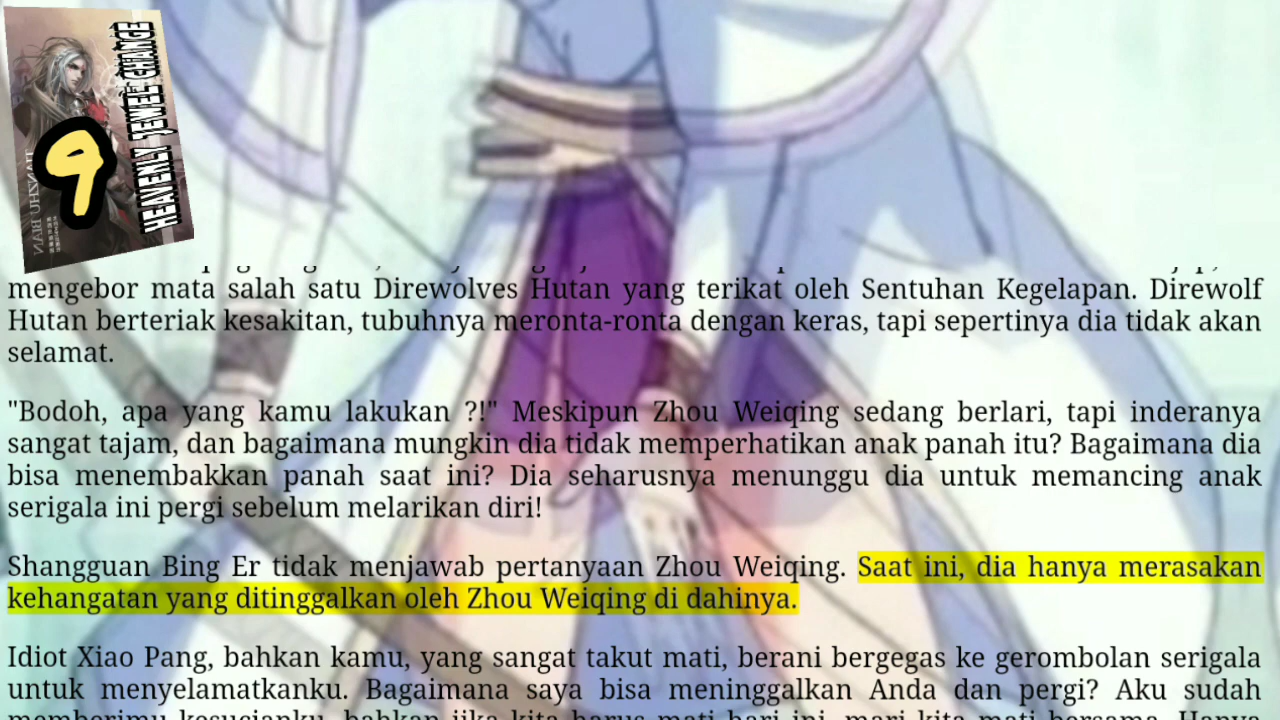 HEAVENLY JEWEL CHANGE
9
mengebor mata salah satu Direwolves Hutan yang terikat oleh Sentuhan Kegelapan. Direwolf
Hutan berteriak kesakitan, tubuhnya meronta-ronta dengan keras, tapi sepertinya dia tidak akan
selamat.
"Bodoh, apa yang kamu lakukan ?!" Meskipun Zhou Weiqing sedang berlari, tapi inderanya
sangat tajam, dan bagaimana mungkin dia tidak memperhatikan anak panah itu? Bagaimana dia
bisa menembakkan panah saat ini? Dia seharusnya menunggu dia untuk memancing anak
serigala ini pergi sebelum melarikan diri!
Shangguan Bing Er tidak menjawab pertanyaan Zhou Weiqing. Saat ini, dia hanya merasakan
kehangatan yang ditinggalkan oleh Zhou Weiqing di dahinya.
Idiot Xiao Pang, bahkan kamu, yang sangat takut mati, berani bergegas ke gerombolan serigala
untuk menyelamatkanku. Bagaimana saya bisa meninggalkan Anda dan pergi? Aku sudah